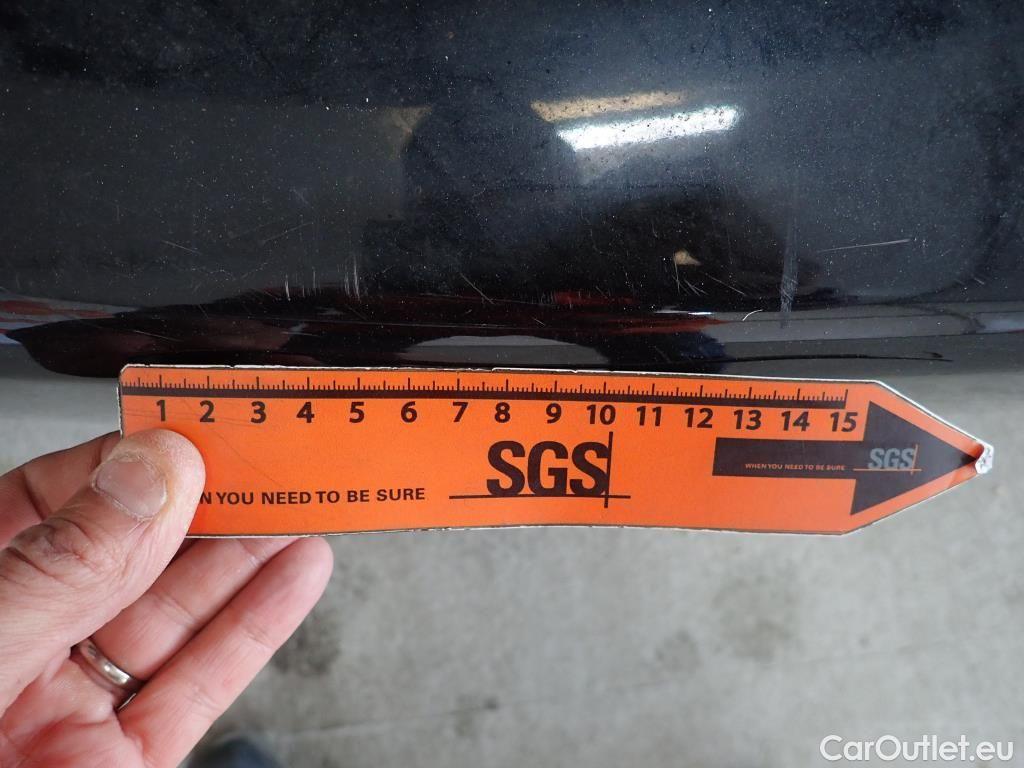 1 2 3 4 5 6 7 8 9 10 11 12 13 14 15
SGS
WHEN YOU NEED TO BE SURE SGS
N YOU NEED TO BE SURE
CarOutlet.eu